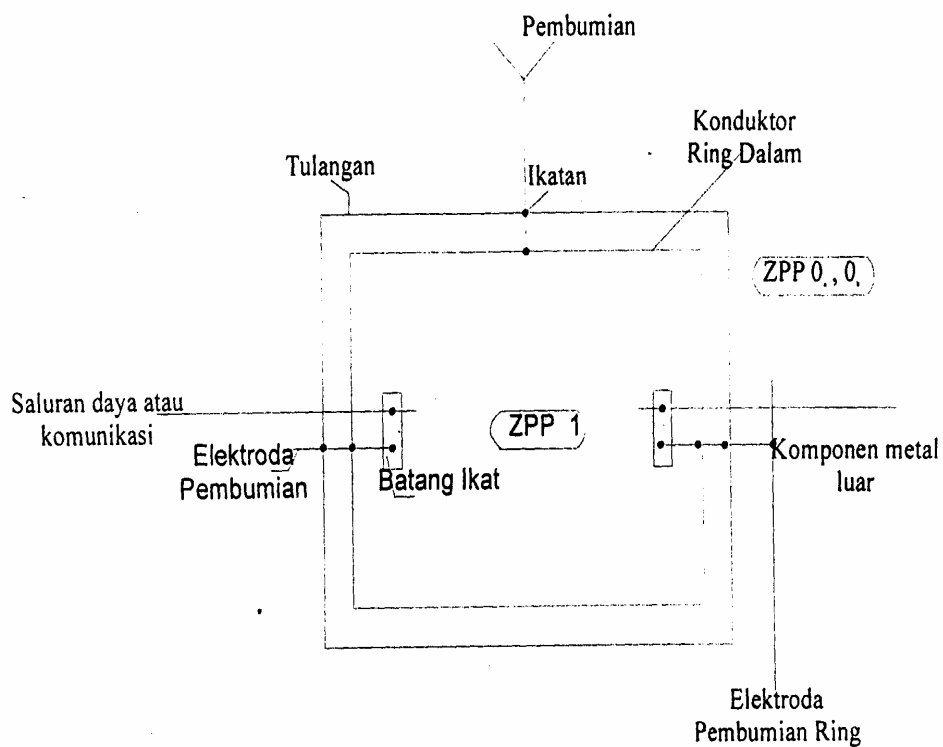 Pembumian
Konduktor
Ring Dalam
Tulangan
Ikatan
ZPP 0 , 0
Saluran daya atau
komunikasi
ZPP 1
Elektroda
Pembumian
Batang Ikat
Komponen metal
luar
Elektroda
Pembumian Ring